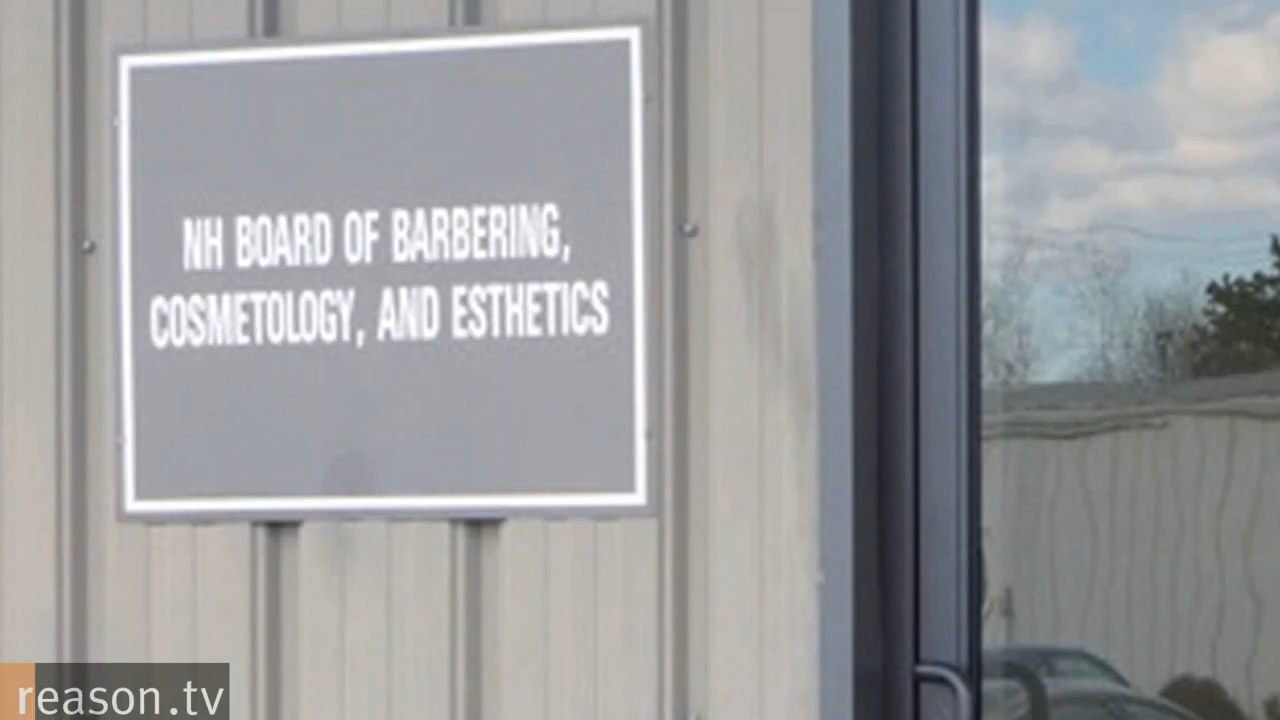 NH BOARD OF BARBERING,
COSMETOLOGY, AND ESTHETICS
reason.tv